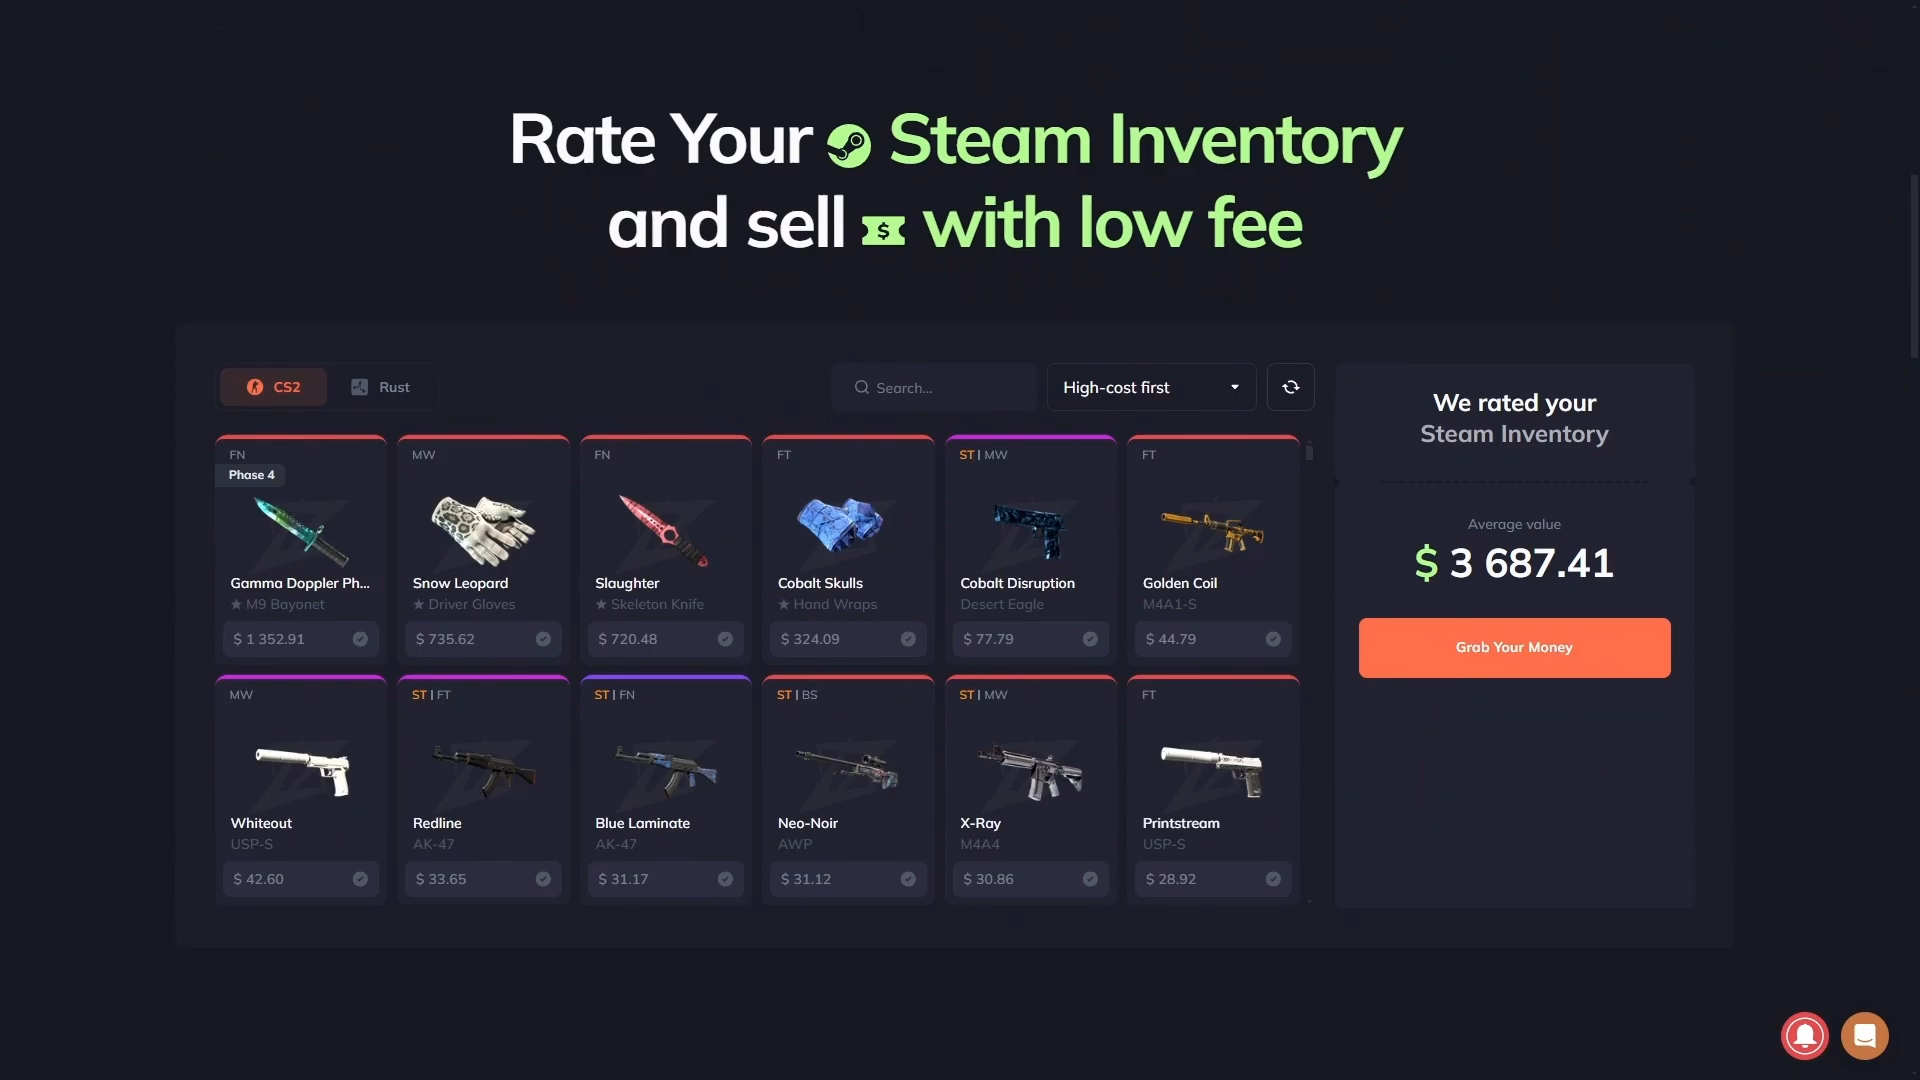 Rate Your Steam Inventory
and sell $ with low fee
CS2
Rust
Search...
High-cost first
FN
Phase 4
Gamma Doppler Ph...
★ M9 Bayonet
$ 1 352.91
MW
Snow Leopard
★ Driver Gloves
$ 735.62
FN
Slaughter
★ Skeleton Knife
$ 720.48
FT
Cobalt Skulls
★ Hand Wraps
$ 324.09
ST | MW
Cobalt Disruption
Desert Eagle
$ 77.79
FT
Golden Coil
M4A1-S
$ 44.79
MW
Whiteout
USP-S
$ 42.60
ST | FT
Redline
AK-47
$ 33.65
ST | FN
Blue Laminate
AK-47
$ 31.17
ST | BS
Neo-Noir
AWP
$ 31.12
ST | MW
X-Ray
M4A4
$ 30.86
FT
Printstream
USP-S
$ 28.92
We rated your
Steam Inventory
Average value
$ 3 687.41
Grab Your Money